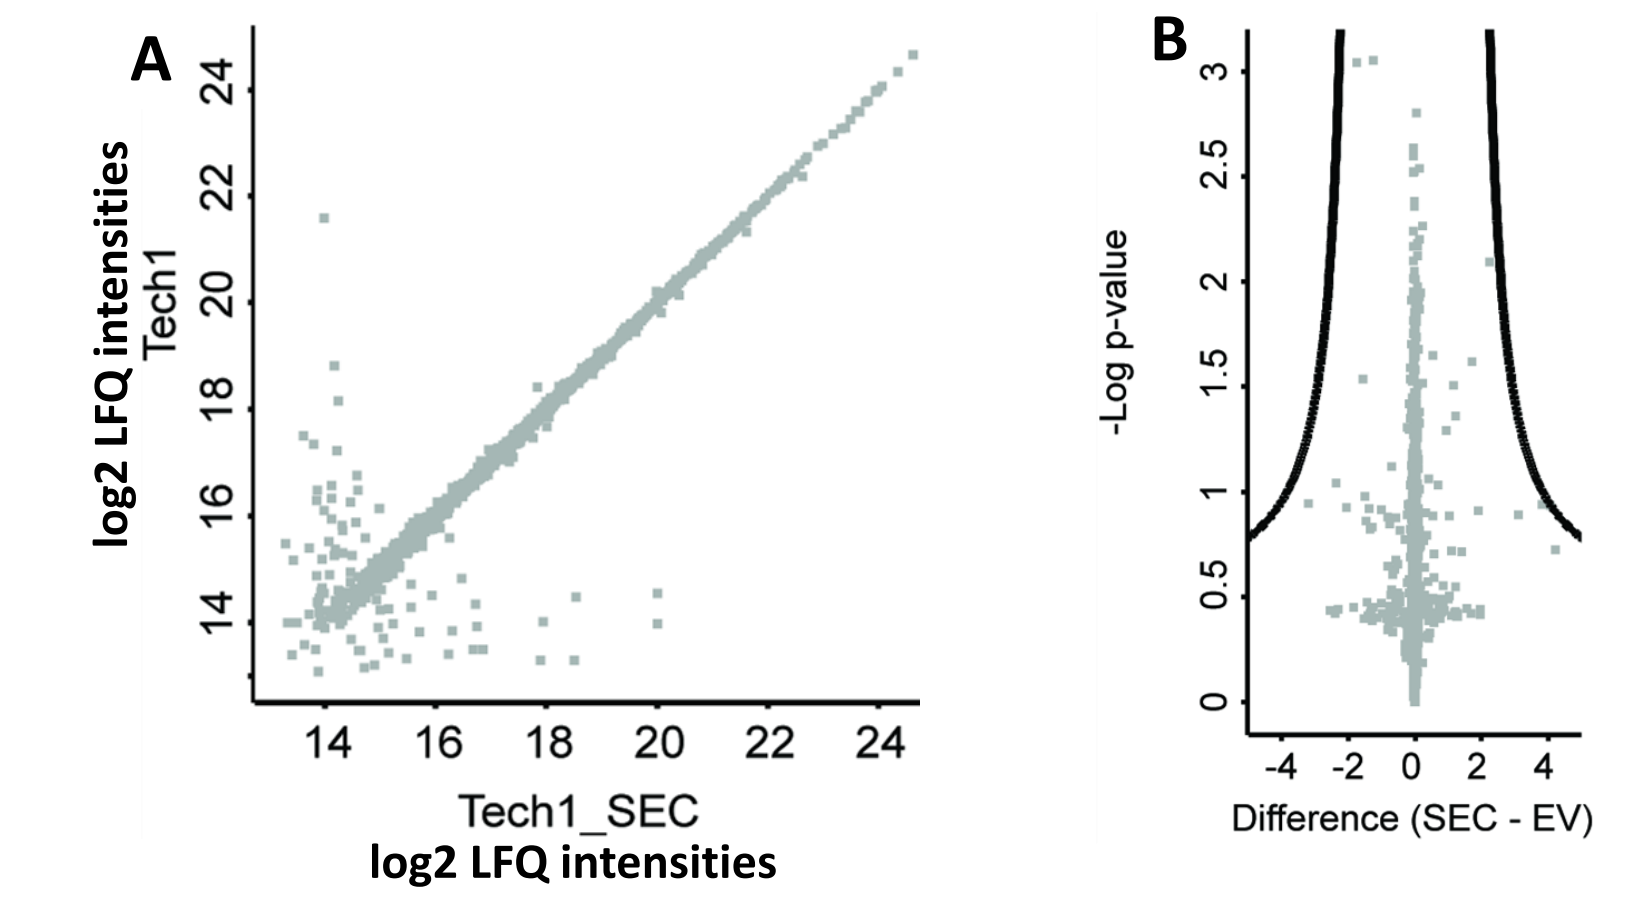 A
log2 LFQ intensities
Tech1
24
22
20
18
16
14
14 16 18 20 22 24
Tech1_SEC
log2 LFQ intensities
B
-Log p-value
3
2.5
2
1.5
1
0.5
0
-4 -2 0 2 4
Difference (SEC - EV)